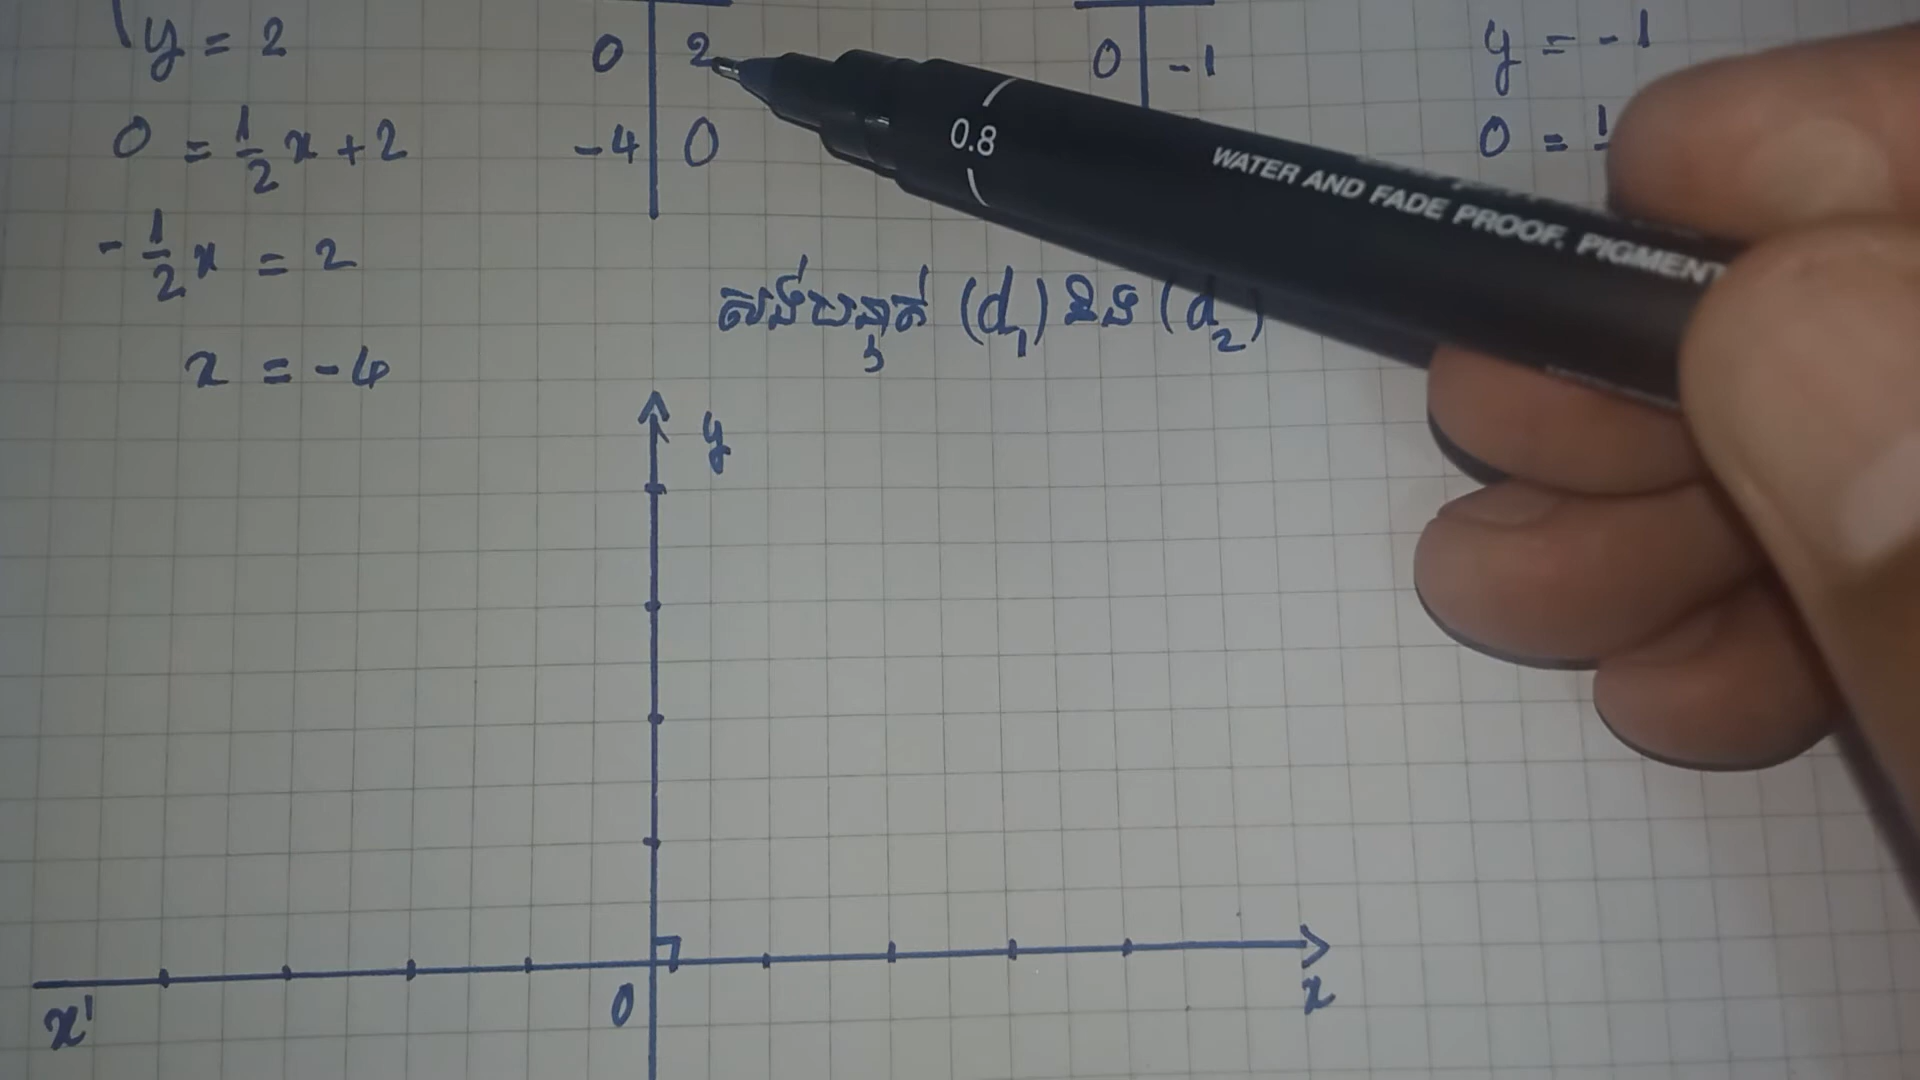 y = 2
0 = 1/2 x + 2
- 1/2 x = 2
x = -4
0 | 2
-4 | 0
0 | -1
y = -1
0 = 1
សង់បន្ទាត់ (d₁) និង (d₂)
0.8
WATER AND FADE PROOF. PIGMENT
y
x'
0
x